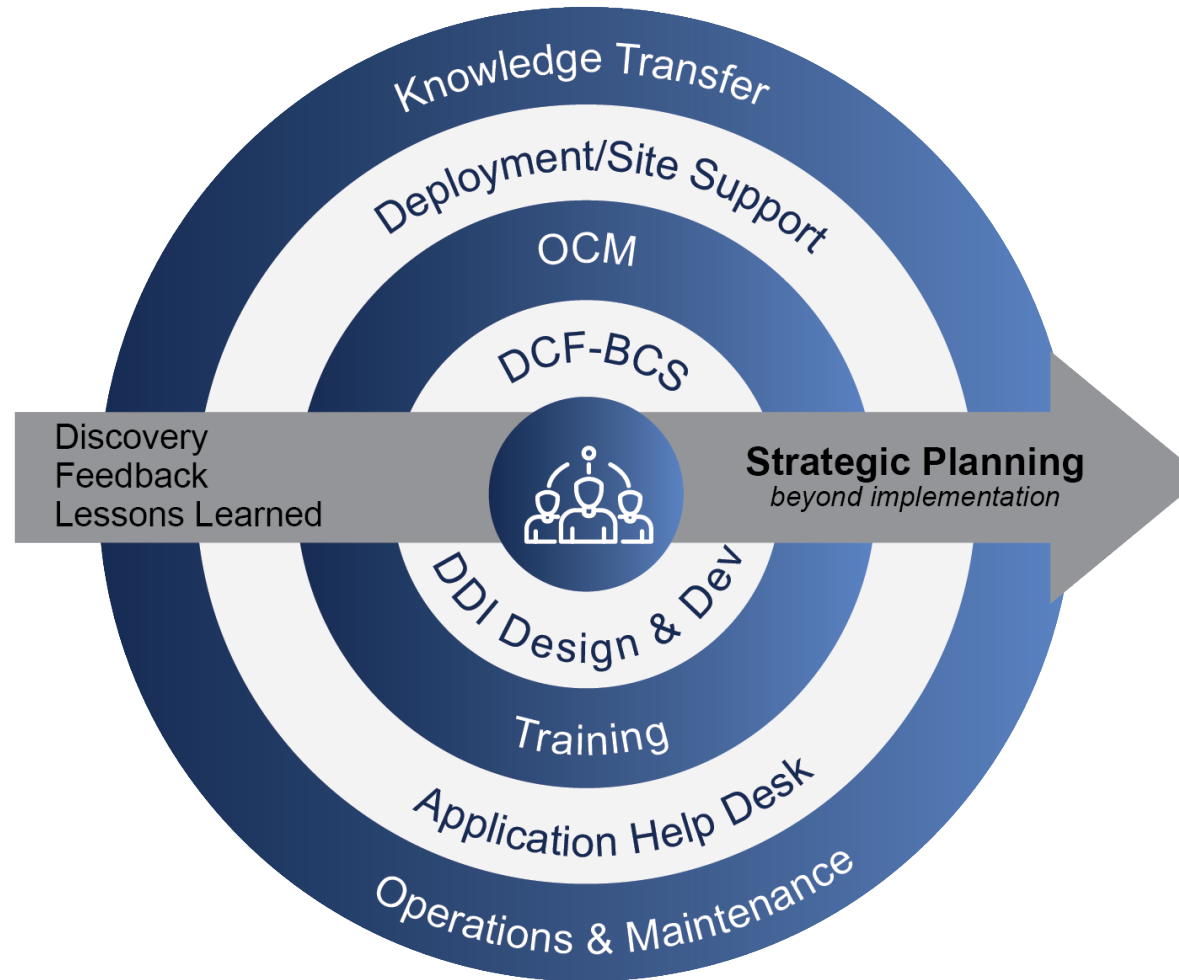 Knowledge Transfer
Deployment/Site Support
OCM
DCF-BCS
Discovery
Feedback
Lessons Learned
Strategic Planning
beyond implementation
DDI Design & Dev
Training
Application Help Desk
Operations & Maintenance